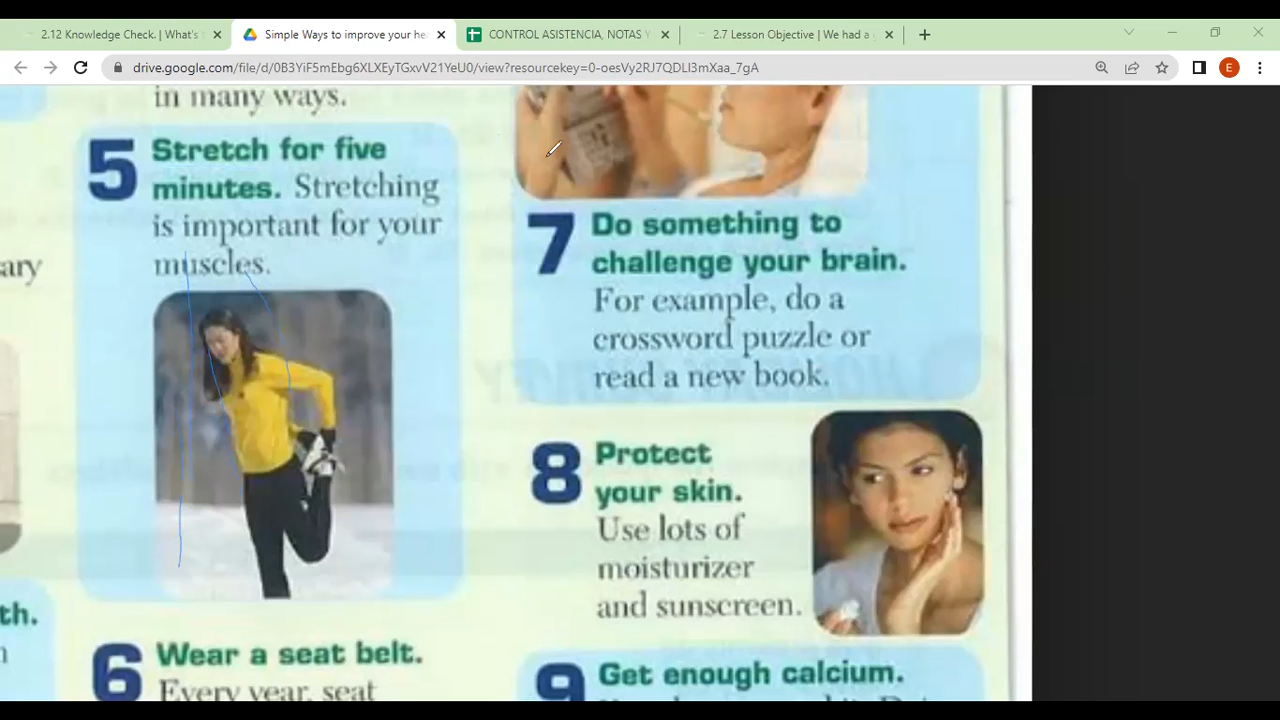 2.12 Knowledge Check. | What's t
Simple Ways to improve your he
CONTROL ASISTENCIA, NOTAS Y
2.7 Lesson Objective | We had a g
drive.google.com/file/d/0B3YiF5mEbg6XLXEyTGxvV21YeU0/view?resourcekey=0-oesVy2RJ7QDLI3mXaa_7gA
E
in many ways.
5 Stretch for five
minutes. Stretching
is important for your
muscles.
ary
th.
6 Wear a seat belt.
Every year, seat
7 Do something to
challenge your brain.
For example, do a
crossword puzzle or
read a new book.
8 Protect
your skin.
Use lots of
moisturizer
and sunscreen.
9 Get enough calcium.